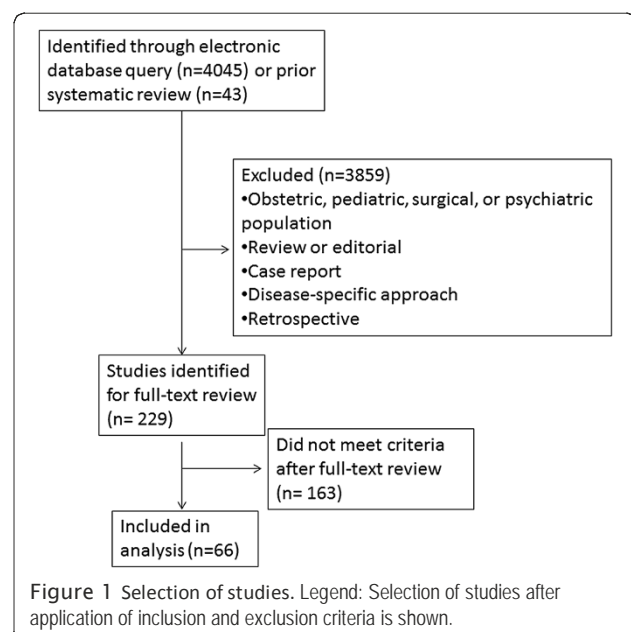 Identified through electronic
database query (n=4045) or prior
systematic review (n=43)
Excluded (n=3859)
•Obstetric, pediatric, surgical, or psychiatric
population
•Review or editorial
•Case report
•Disease-specific approach
•Retrospective
Studies identified
for full-text review
(n= 229)
Did not meet criteria
after full-text review
(n= 163)
Included in
analysis (n=66)
Figure 1 Selection of studies. Legend: Selection of studies after
application of inclusion and exclusion criteria is shown.